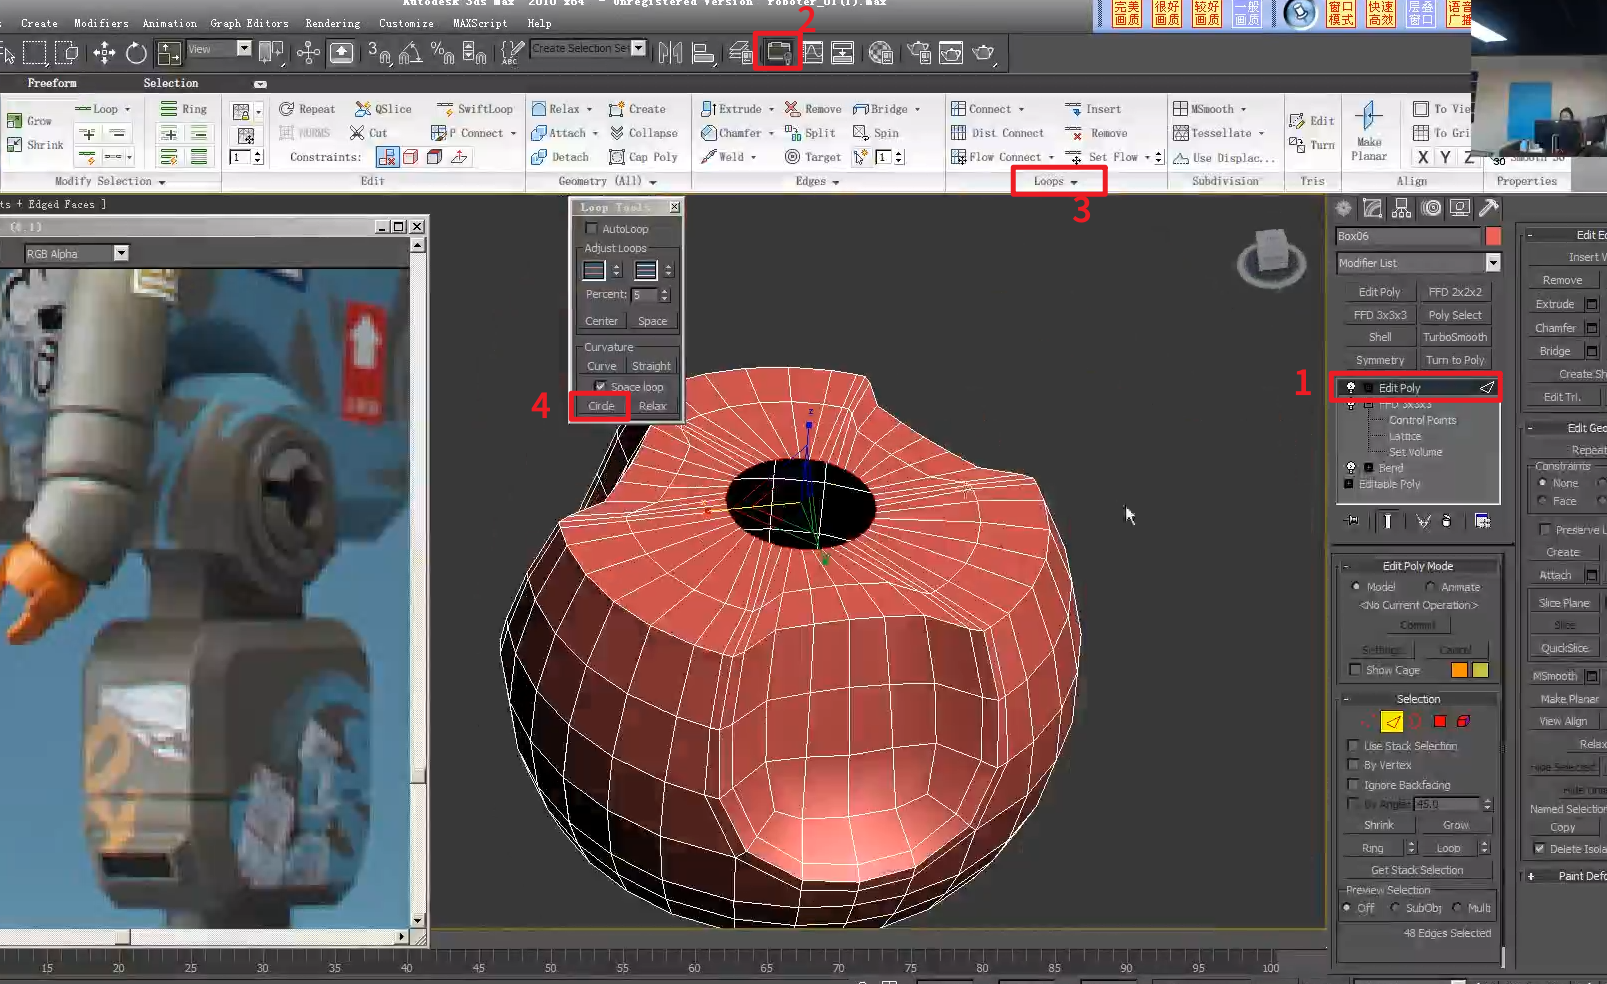 Autodesk 3ds Max 2010 x64 - Unregistered Version roboter_01(1).max
Create Modifiers Animation Graph Editors Rendering Customize MAXScript Help
完美画质
很好画质
较好画质
一般画质
窗口模式
快速高效
层叠窗口
语音广播
2
View
3
Create Selection Set
ABC
Freeform Selection
Grow
Shrink
Loop
Ring
Modify Selection
1
Repeat QSlice SwiftLoop
NURMS Cut P Connect
Constraints:
Edit
Relax Create
Attach Collapse
Detach Cap Poly
Geometry (All)
Extrude Remove Bridge
Chamfer Split Spin
Weld Target 1
Edges
Connect Insert
Dist Connect Remove
Flow Connect Set Flow
Loops
3
MSmooth
Tessellate
Use Displac...
Subdivision
Edit
Turn
Tris
Make Planar
To Vie
To Gri
X Y Z
Align
30
Smooth 30
Properties
ts + Edged Faces ]
RGB Alpha
Loop Tools
AutoLoop
Adjust Loops
Percent: 5
Center Space
Curvature
Curve Straight
Space loop
Circle Relax
4
z
Box06
Modifier List
Edit Poly FFD 2x2x2
FFD 3x3x3 Poly Select
Shell TurboSmooth
Symmetry Turn to Poly
1
Edit Poly
FFD 3x3x3
Control Points
Lattice
Set Volume
Bend
Editable Poly
Edit Poly Mode
Model Animate
<No Current Operation>
Commit
Settings Cancel
Show Cage
Selection
Use Stack Selection
By Vertex
Ignore Backfacing
By Angle: 45.0
Shrink Grow
Ring Loop
Get Stack Selection
Preview Selection
Off SubObj Multi
48 Edges Selected
Edit Ed
Insert V
Remove
Extrude
Chamfer
Bridge
Create Sh
Edit Tri.
Edit Geo
Repeat
Constraints
None
Face
Preserve U
Create
Attach
Slice Plane
Slice
QuickSlice
MSmooth
Make Planar
View Align
Relax
Hide Selected
Named Selection
Copy
Delete Isola
Paint Defo
15 20 25 30 35 40 45 50 55 60 65 70 75 80 85 90 95 100